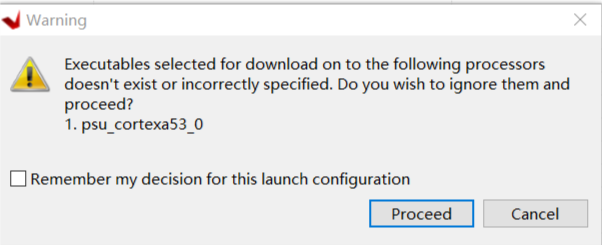 Warning
Executables selected for download on to the following processors
doesn't exist or incorrectly specified. Do you wish to ignore them and
proceed?
1. psu_cortexa53_0
Remember my decision for this launch configuration
Proceed
Cancel